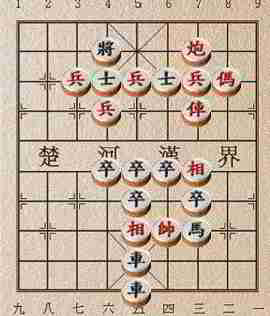 1 2 3 4 5 6 7 8 9
將 炮
兵 士 兵 士 兵 傌
兵 俥
楚 河 漢 界
卒 卒 卒 相
卒 卒
相 帥 馬
車
車
九 八 七 六 五 四 三 二 一